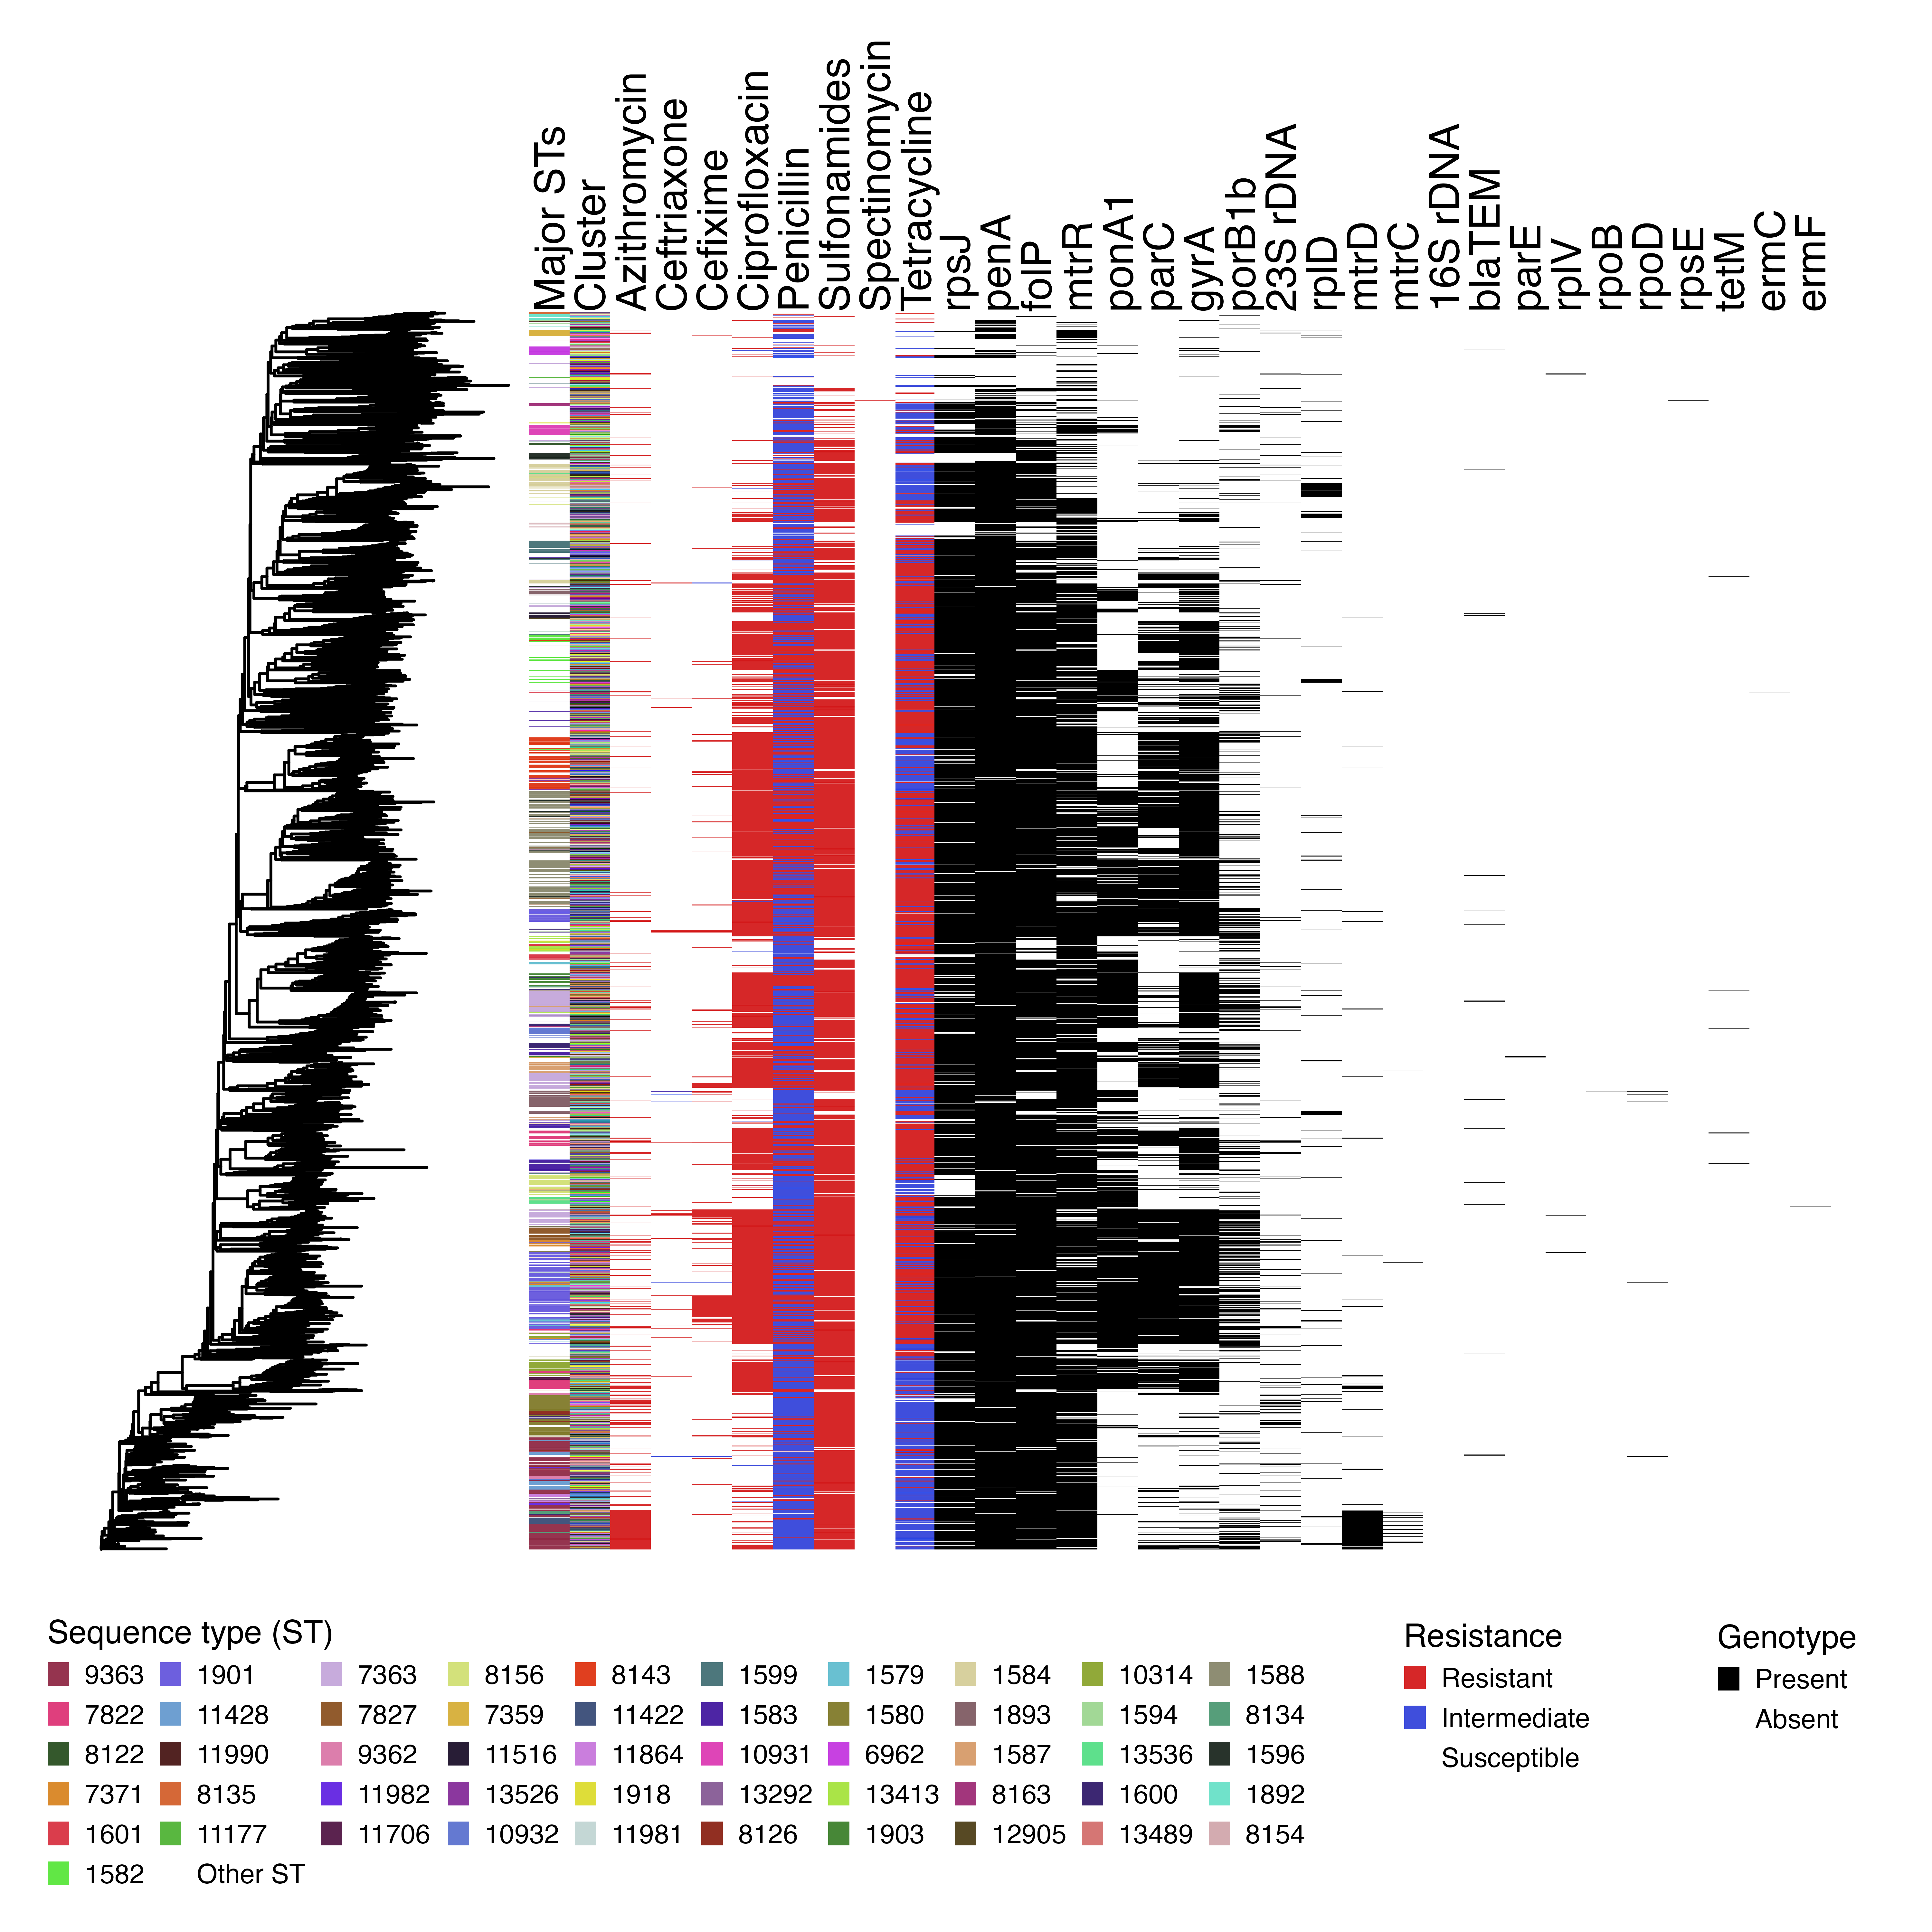 Major STs
Cluster
Azithromycin
Ceftriaxone
Cefixime
Ciprofloxacin
Penicillin
Sulfonamides
Spectinomycin
Tetracycline
rpsJ
penA
folP
mtrR
ponA1
parC
gyrA
porB1b
23S rDNA
rplD
mtrD
mtrC
16S rDNA
blaTEM
parE
rplV
rpoB
rpoD
rpsE
tetM
ermC
ermF
Sequence type (ST)
9363 1901 7363 8156 8143 1599 1579 1584 10314 1588
7822 11428 7827 7359 11422 1583 1580 1893 1594 8134
8122 11990 9362 11516 11864 10931 6962 1587 13536 1596
7371 8135 11982 13526 1918 13292 13413 8163 1600 1892
1601 11177 11706 10932 11981 8126 1903 12905 13489 8154
1582 Other ST
Resistance
Resistant
Intermediate
Susceptible
Genotype
Present
Absent